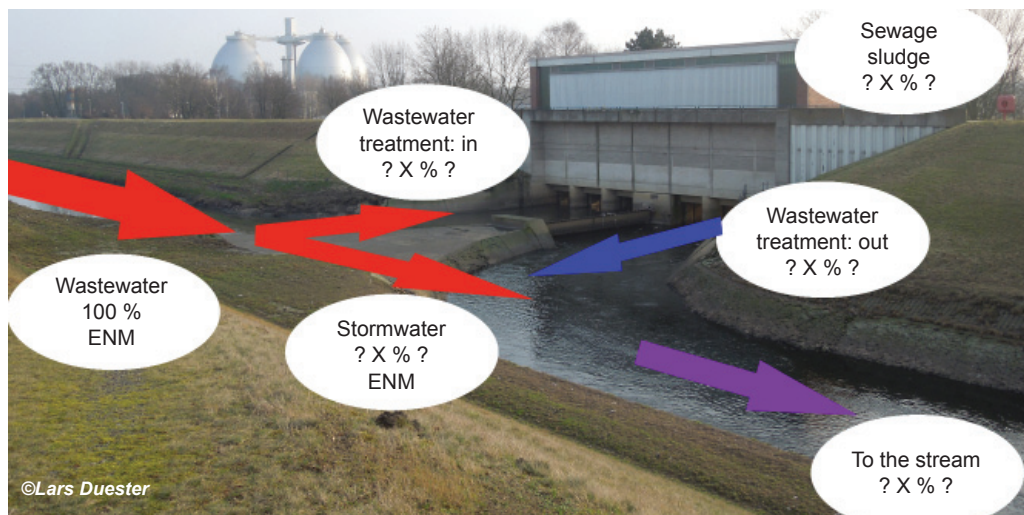 Sewage
sludge
? X % ?
Wastewater
treatment: in
? X % ?
Wastewater
treatment: out
? X % ?
Wastewater
100 %
ENM
Stormwater
? X % ?
ENM
To the stream
? X % ?
©Lars Duester